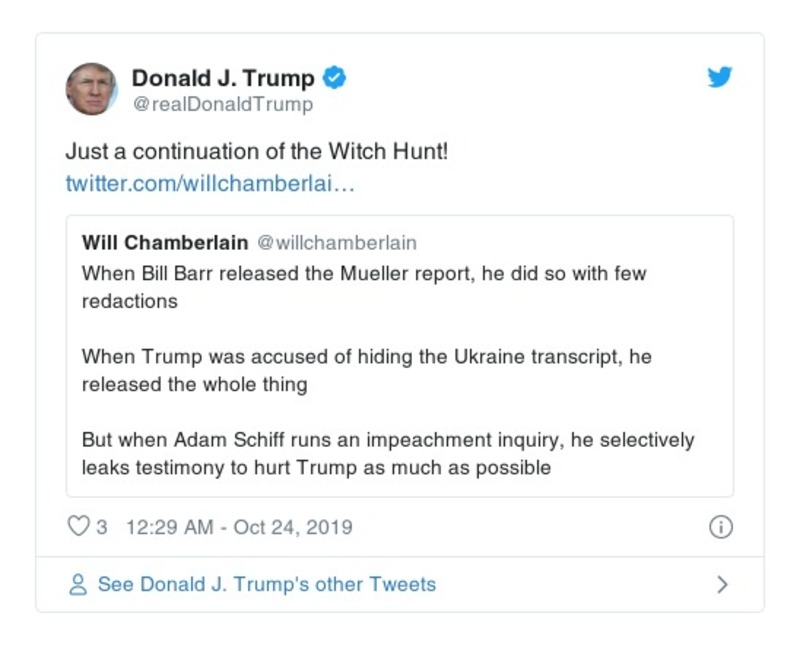 Donald J. Trump
@realDonaldTrump
Just a continuation of the Witch Hunt!
twitter.com/willchamberlai…
Will Chamberlain @willchamberlain
When Bill Barr released the Mueller report, he did so with few
redactions
When Trump was accused of hiding the Ukraine transcript, he
released the whole thing
But when Adam Schiff runs an impeachment inquiry, he selectively
leaks testimony to hurt Trump as much as possible
3 12:29 AM - Oct 24, 2019
See Donald J. Trump's other Tweets